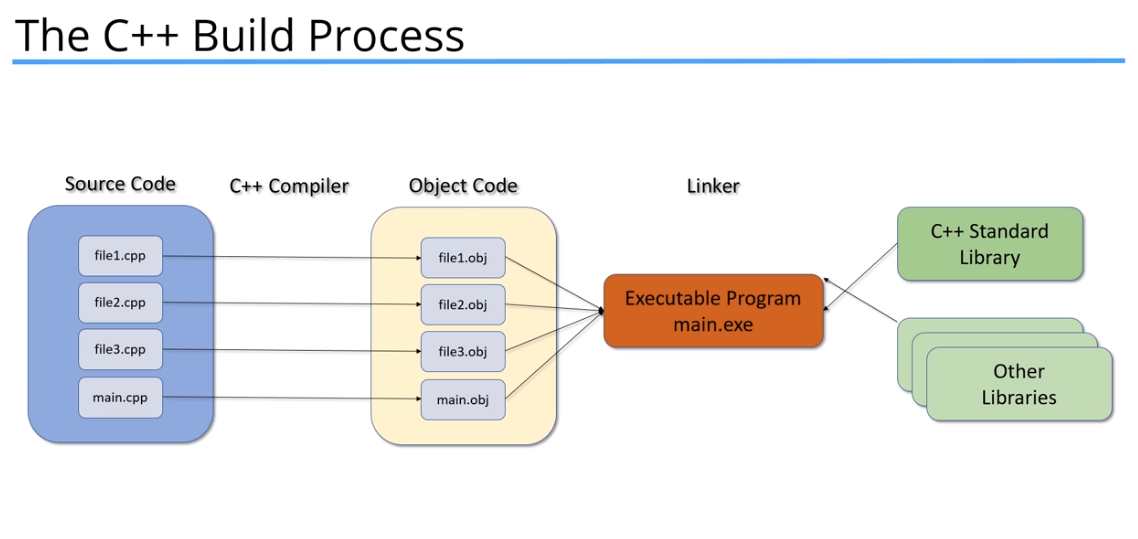 The C++ Build Process
Source Code
C++ Compiler
Object Code
Linker
file1.cpp
file2.cpp
file3.cpp
main.cpp
file1.obj
file2.obj
file3.obj
main.obj
Executable Program
main.exe
C++ Standard
Library
Other
Libraries